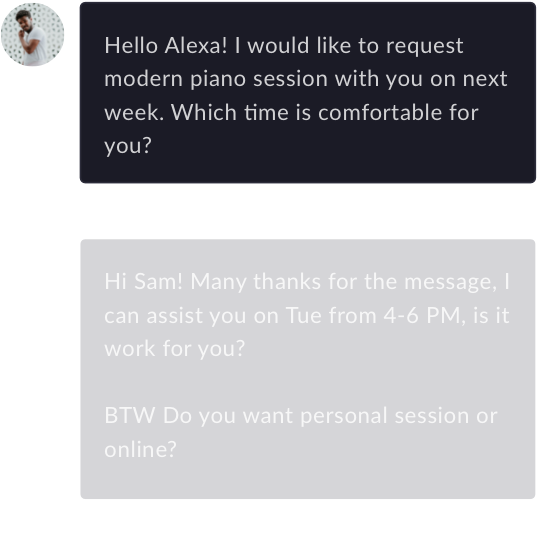 Hello Alexa! I would like to request
modern piano session with you on next
week. Which time is comfortable for
you?
Hi Sam! Many thanks for the message, I
can assist you on Tue from 4-6 PM, is it
work for you?
BTW Do you want personal session or
online?